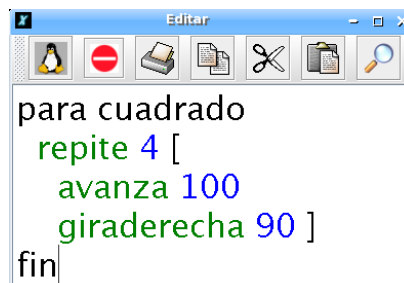 Editar
para cuadrado
repite 4 [
avanza 100
giraderecha 90 ]
fin